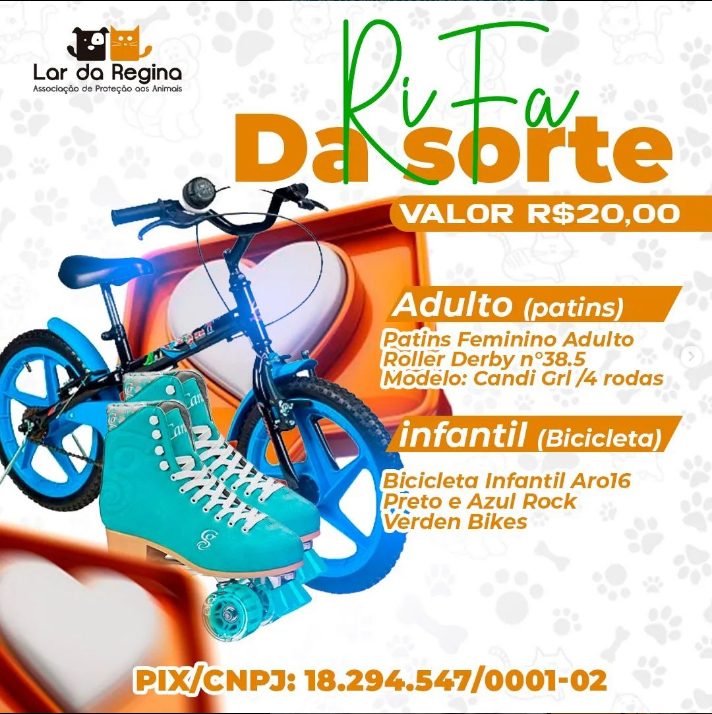 Lar da Regina
Associação de Proteção aos Animais
RiFa
Da sorte
VALOR R$20,00
Adulto (patins)
Patins Feminino Adulto
Roller Derby n°38.5
Modelo: Candi Grl /4 rodas
infantil (Bicicleta)
Bicicleta Infantil Aro16
Preto e Azul Rock
Verden Bikes
Can
PIX/CNPJ: 18.294.547/0001-02